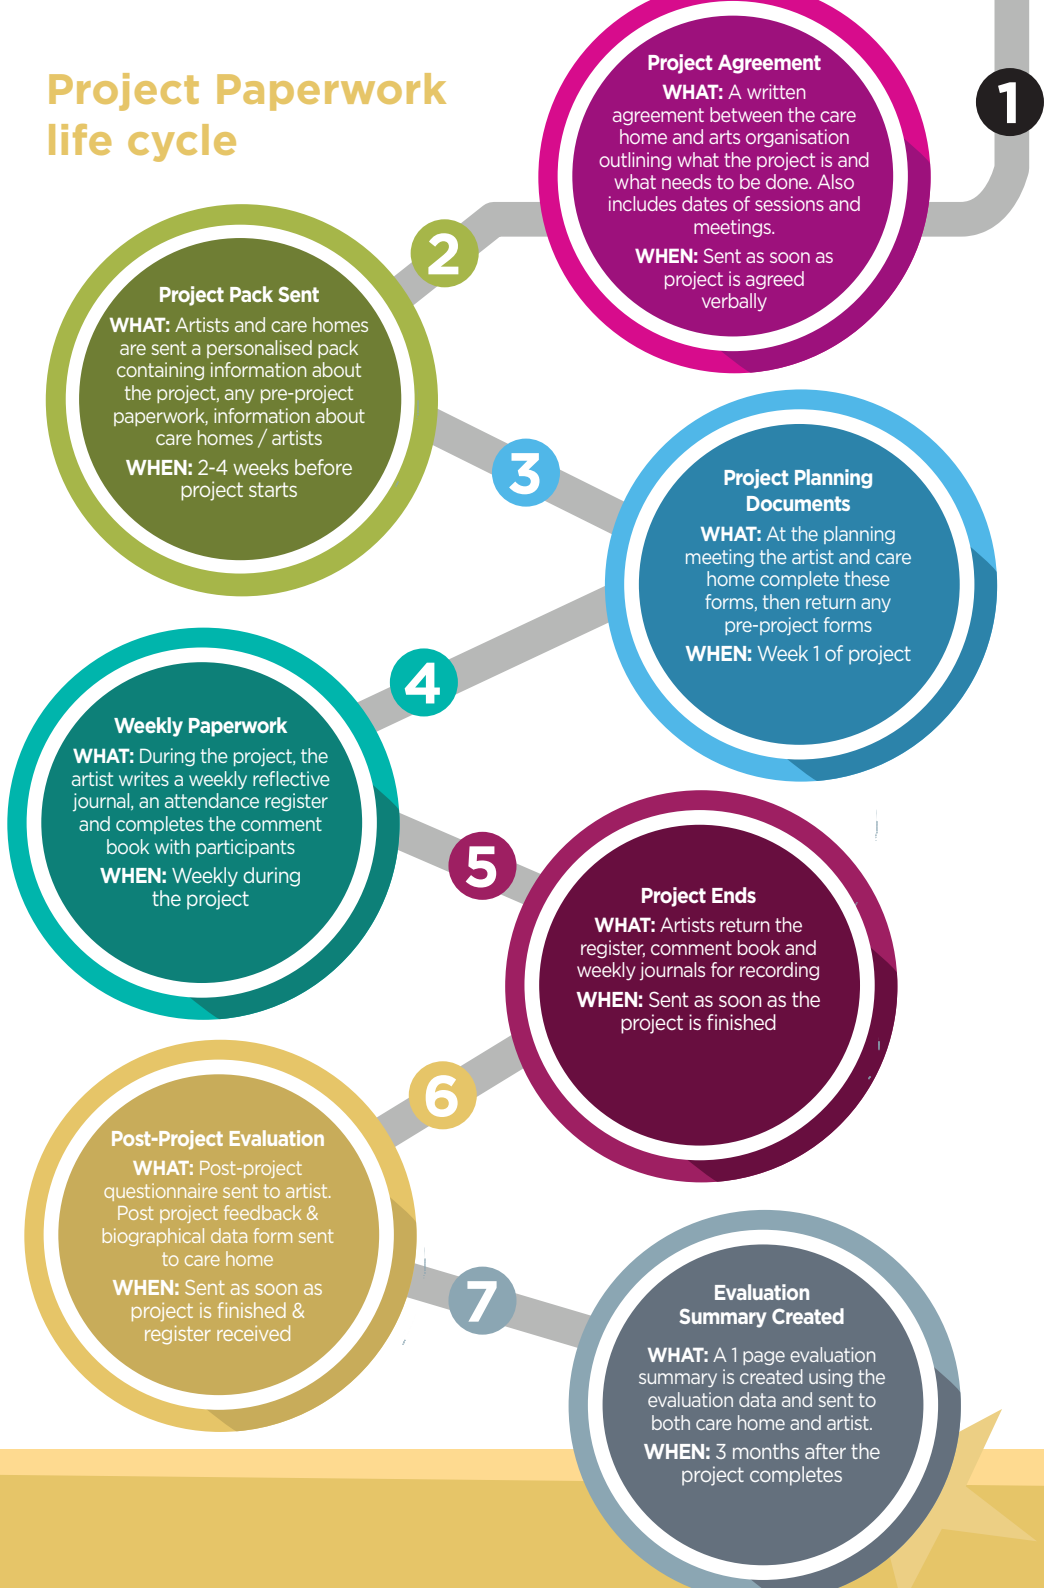 Project Paperwork
life cycle
1
Project Agreement
WHAT: A written
agreement between the care
home and arts organisation
outlining what the project is and
what needs to be done. Also
includes dates of sessions and
meetings.
WHEN: Sent as soon as
project is agreed
verbally
2
Project Pack Sent
WHAT: Artists and care homes
are sent a personalised pack
containing information about
the project, any pre-project
paperwork, information about
care homes / artists
WHEN: 2-4 weeks before
project starts
3
Project Planning
Documents
WHAT: At the planning
meeting the artist and care
home complete these
forms, then return any
pre-project forms
WHEN: Week 1 of project
4
Weekly Paperwork
WHAT: During the project, the
artist writes a weekly reflective
journal, an attendance register
and completes the comment
book with participants
WHEN: Weekly during
the project
5
Project Ends
WHAT: Artists return the
register, comment book and
weekly journals for recording
WHEN: Sent as soon as the
project is finished
6
Post-Project Evaluation
WHAT: Post-project
questionnaire sent to artist.
Post project feedback &
biographical data form sent
to care home
WHEN: Sent as soon as
project is finished &
register received
7
Evaluation
Summary Created
WHAT: A 1 page evaluation
summary is created using the
evaluation data and sent to
both care home and artist.
WHEN: 3 months after the
project completes